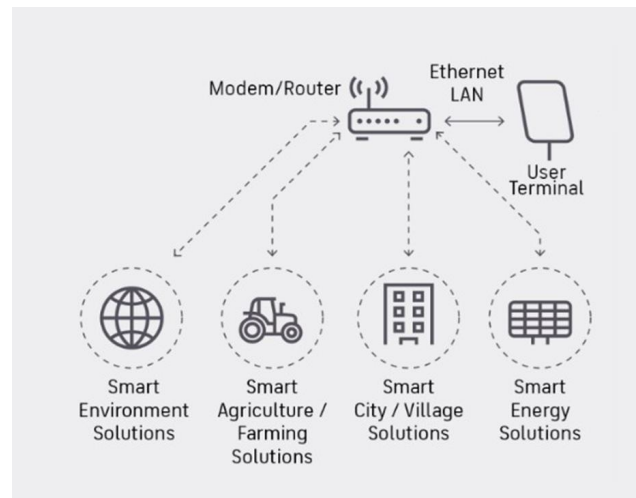 Modem/Router
Ethernet
LAN
User
Terminal
Smart
Environment
Solutions
Smart
Agriculture /
Farming
Solutions
Smart
City / Village
Solutions
Smart
Energy
Solutions